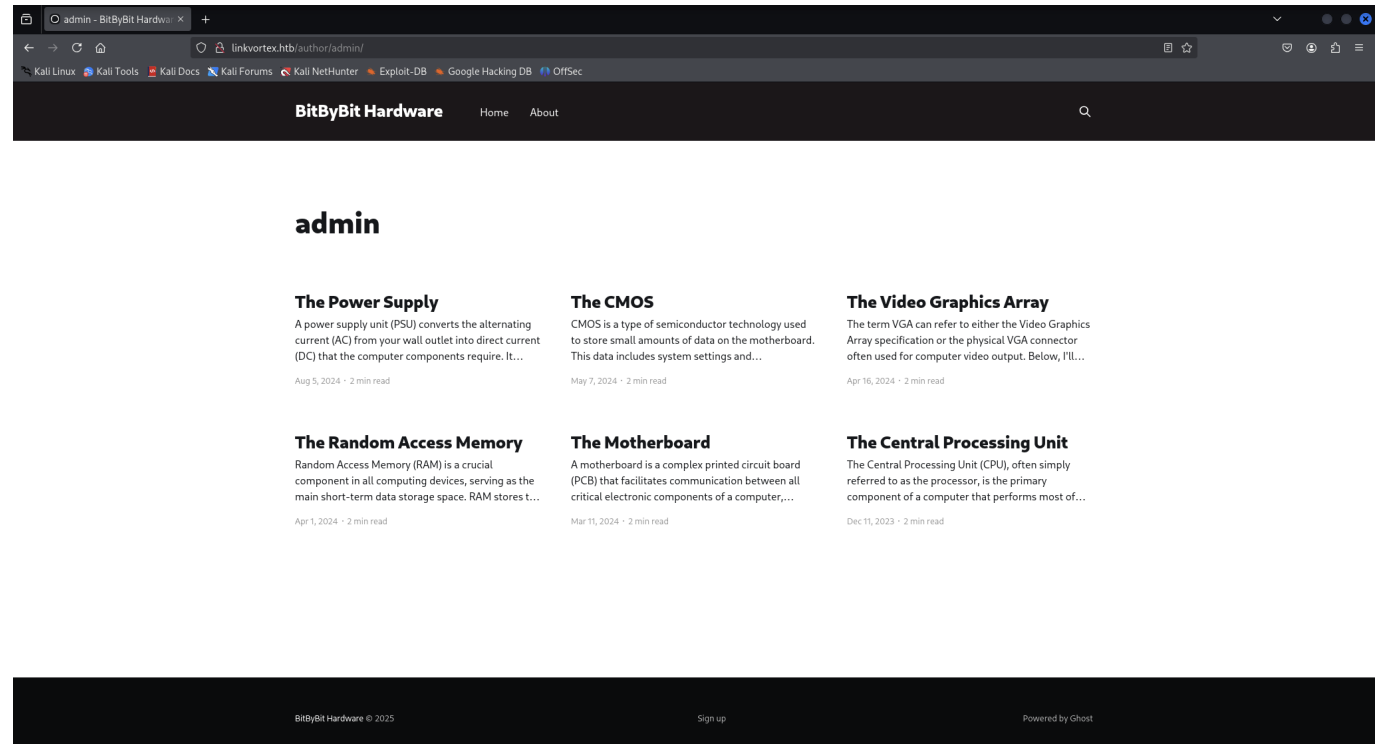 admin - BitByBit Hardwar
linkvortex.htb/author/admin/
Kali Linux Kali Tools Kali Docs Kali Forums Kali NetHunter Exploit-DB Google Hacking DB OffSec
BitByBit Hardware Home About
admin
The Power Supply
A power supply unit (PSU) converts the alternating
current (AC) from your wall outlet into direct current
(DC) that the computer components require. It…
Aug 5, 2024 · 2 min read
The CMOS
CMOS is a type of semiconductor technology used
to store small amounts of data on the motherboard.
This data includes system settings and…
May 7, 2024 · 2 min read
The Video Graphics Array
The term VGA can refer to either the Video Graphics
Array specification or the physical VGA connector
often used for computer video output. Below, I'll…
Apr 16, 2024 · 2 min read
The Random Access Memory
Random Access Memory (RAM) is a crucial
component in all computing devices, serving as the
main short-term data storage space. RAM stores t…
Apr 1, 2024 · 2 min read
The Motherboard
A motherboard is a complex printed circuit board
(PCB) that facilitates communication between all
critical electronic components of a computer,…
Mar 11, 2024 · 2 min read
The Central Processing Unit
The Central Processing Unit (CPU), often simply
referred to as the processor, is the primary
component of a computer that performs most of…
Dec 11, 2023 · 2 min read
BitByBit Hardware © 2025 Sign up Powered by Ghost